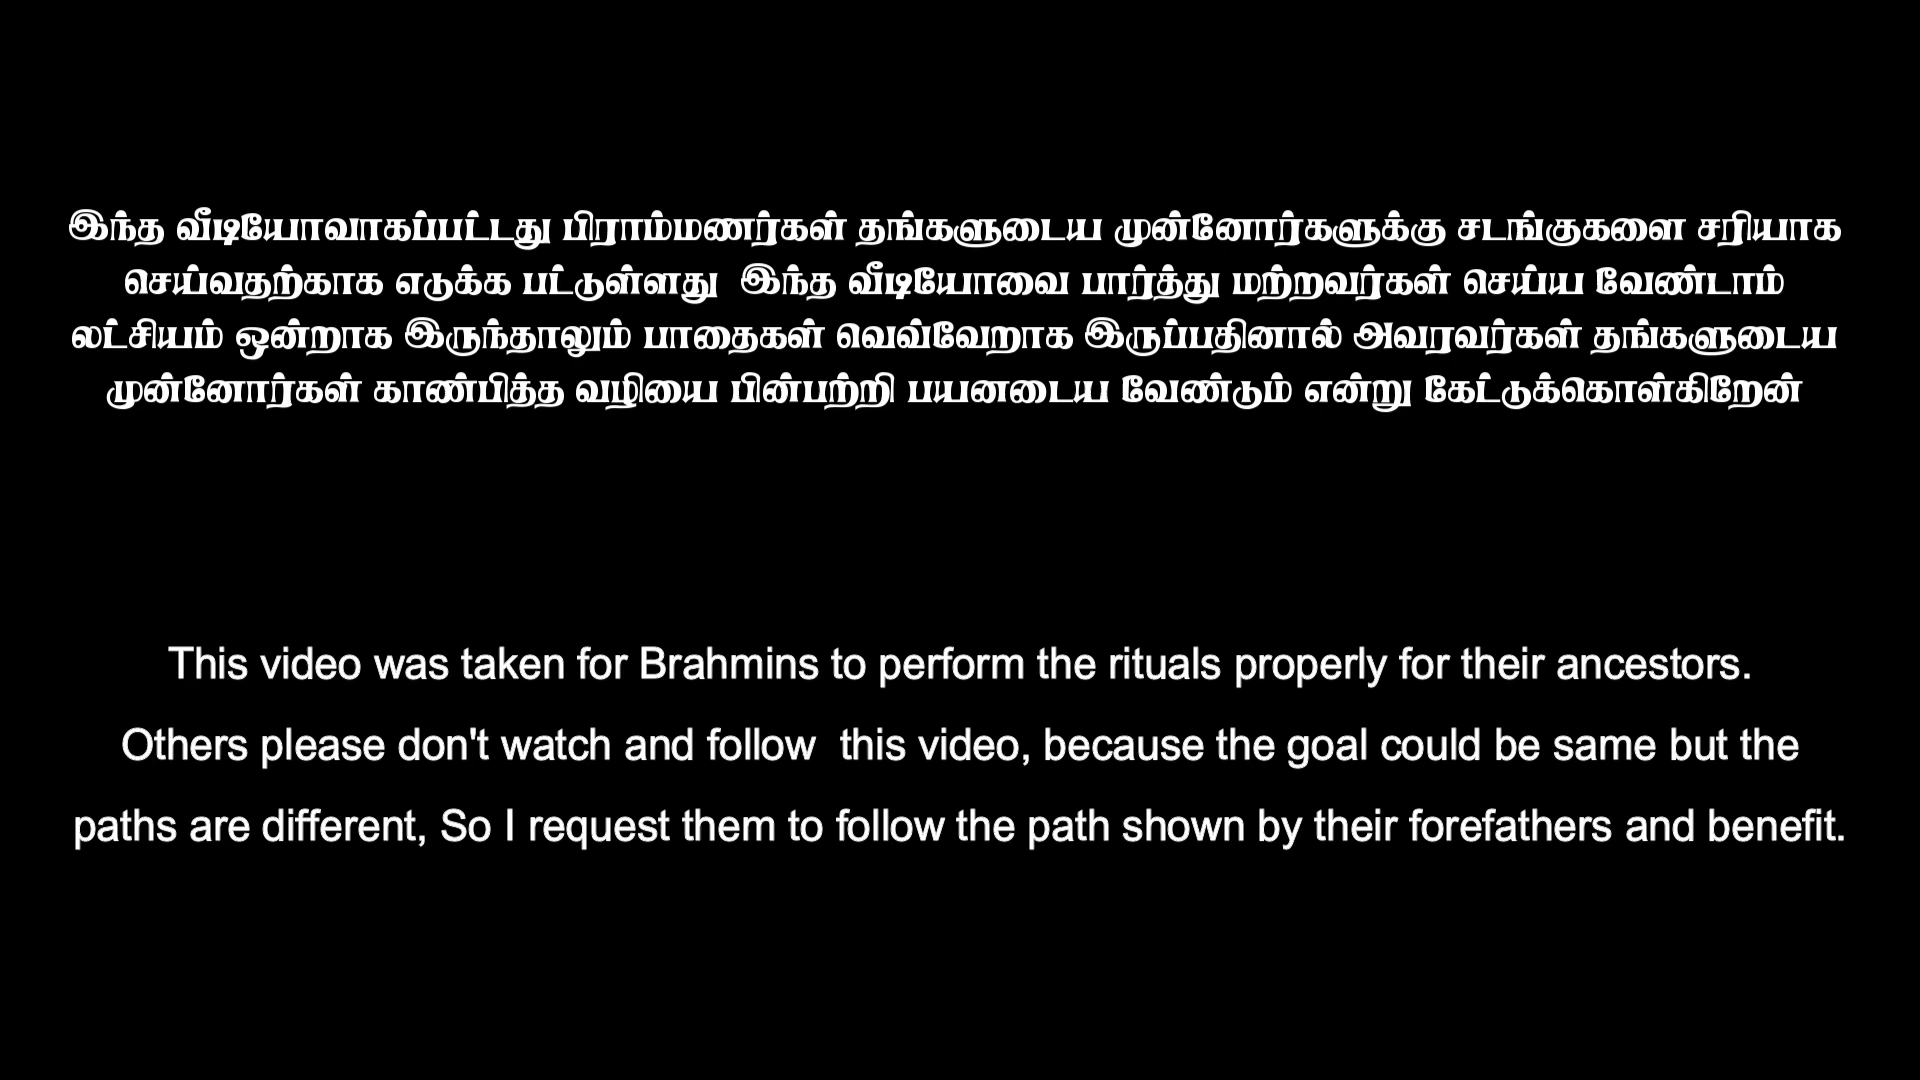 இந்த வீடியோவாகப்பட்டது பிராம்மணர்கள் தங்களுடைய முன்னோர்களுக்கு சடங்குகளை சரியாக
செய்வதற்காக எடுக்க பட்டுள்ளது  இந்த வீடியோவை பார்த்து மற்றவர்கள் செய்ய வேண்டாம்
லட்சியம் ஒன்றாக இருந்தாலும் பாதைகள் வெவ்வேறாக இருப்பதினால் அவரவர்கள் தங்களுடைய
முன்னோர்கள் காண்பித்த வழியை பின்பற்றி பயனடைய வேண்டும் என்று கேட்டுக்கொள்கிறேன்
This video was taken for Brahmins to perform the rituals properly for their ancestors.
Others please don't watch and follow  this video, because the goal could be same but the
paths are different, So I request them to follow the path shown by their forefathers and benefit.